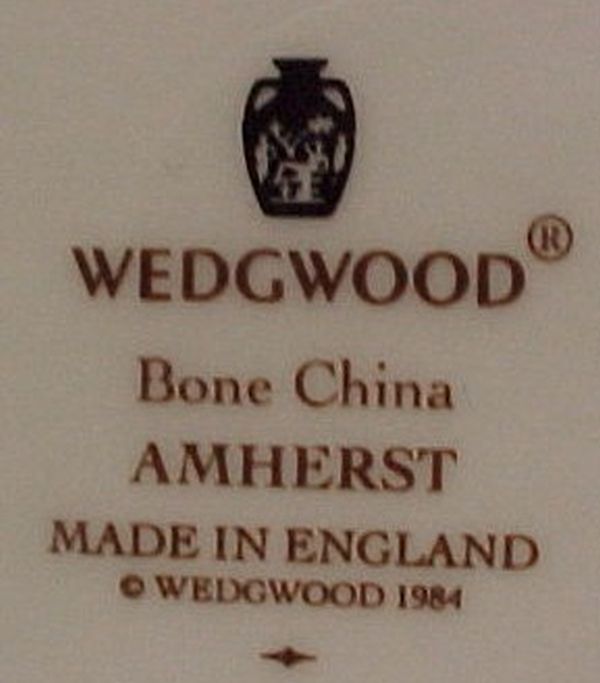 WEDGWOOD®
Bone China
AMHERST
MADE IN ENGLAND
© WEDGWOOD 1984